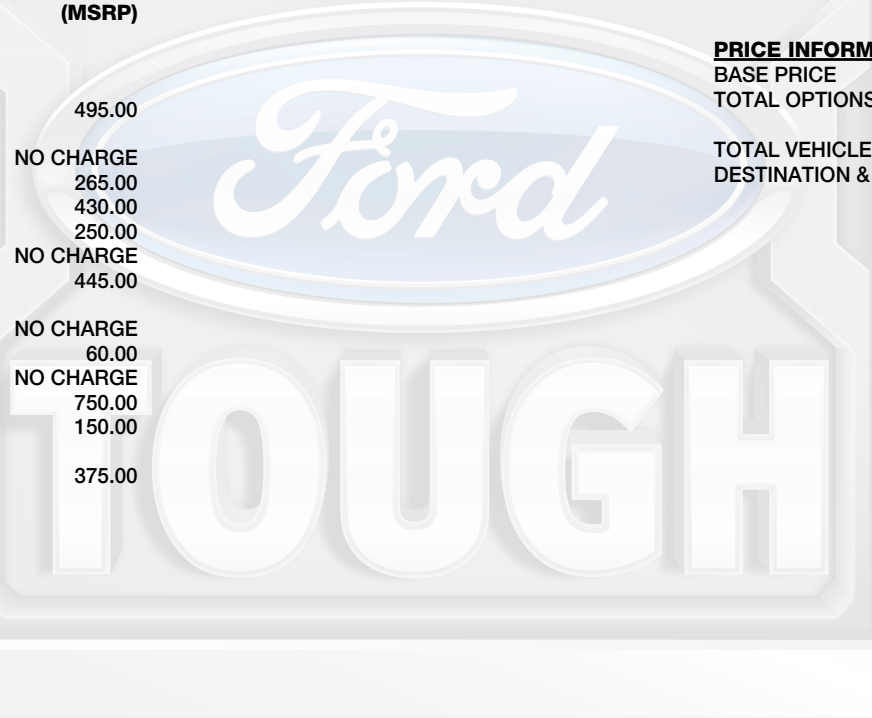 (MSRP)
495.00
NO CHARGE
265.00
430.00
250.00
NO CHARGE
445.00
NO CHARGE
60.00
NO CHARGE
750.00
150.00
375.00
PRICE INFORM
BASE PRICE
TOTAL OPTIONS
TOTAL VEHICLE
DESTINATION &
Ford
TOUGH